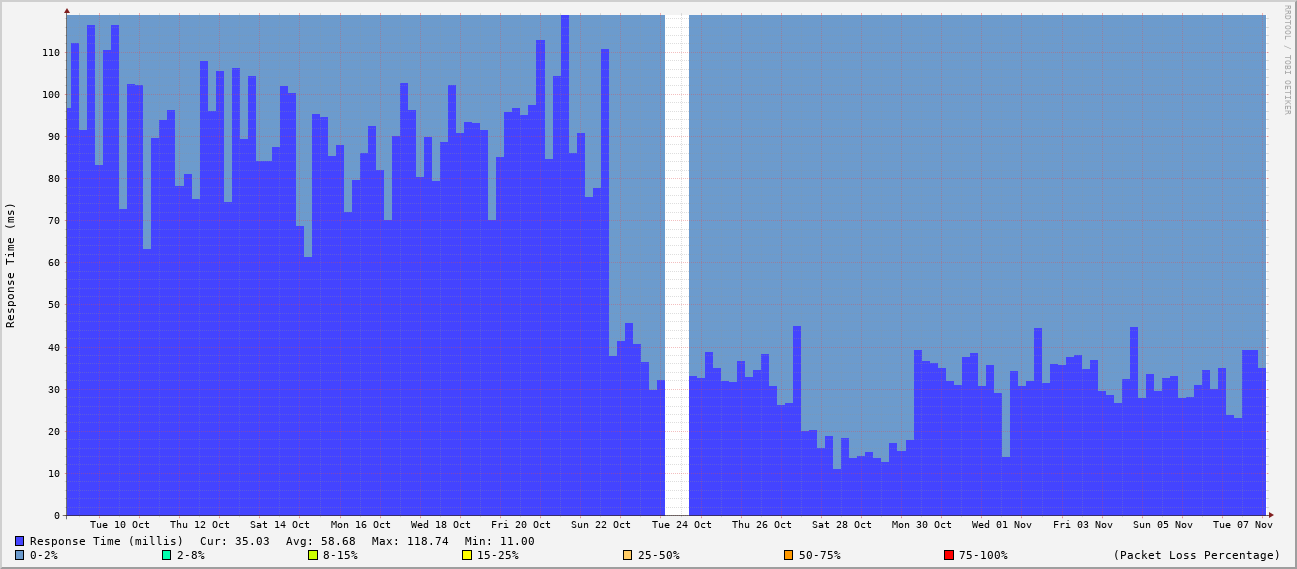 RRDTOOL / TOBI OETIKER
Response Time (ms)
110
100
90
80
70
60
50
40
30
20
10
0
Tue 10 Oct Thu 12 Oct Sat 14 Oct Mon 16 Oct Wed 18 Oct Fri 20 Oct Sun 22 Oct Tue 24 Oct Thu 26 Oct Sat 28 Oct Mon 30 Oct Wed 01 Nov Fri 03 Nov Sun 05 Nov Tue 07 Nov
Response Time (millis) Cur: 35.03 Avg: 58.68 Max: 118.74 Min: 11.00
0-2% 2-8% 8-15% 15-25% 25-50% 50-75% 75-100% (Packet Loss Percentage)